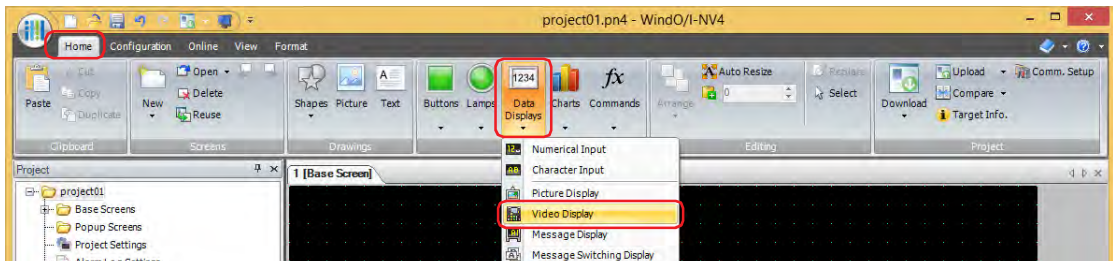 project01.pn4 - WindO/I-NV4
Home Configuration Online View Format
Paste
Cut
Copy
Duplicate
New
Open
Delete
Reuse
Shapes Picture Text
Buttons Lamps Data Displays Charts Commands
1234
A
fx
Arrange
Auto Resize
0
Replace
Select
Download
Upload
Compare
Target Info.
Comm. Setup
Clipboard Screens Drawings Editing Project
Numerical Input
Character Input
Picture Display
Video Display
Message Display
Message Switching Display
Project
project01
Base Screens
Popup Screens
Project Settings
1 [Base Screen]